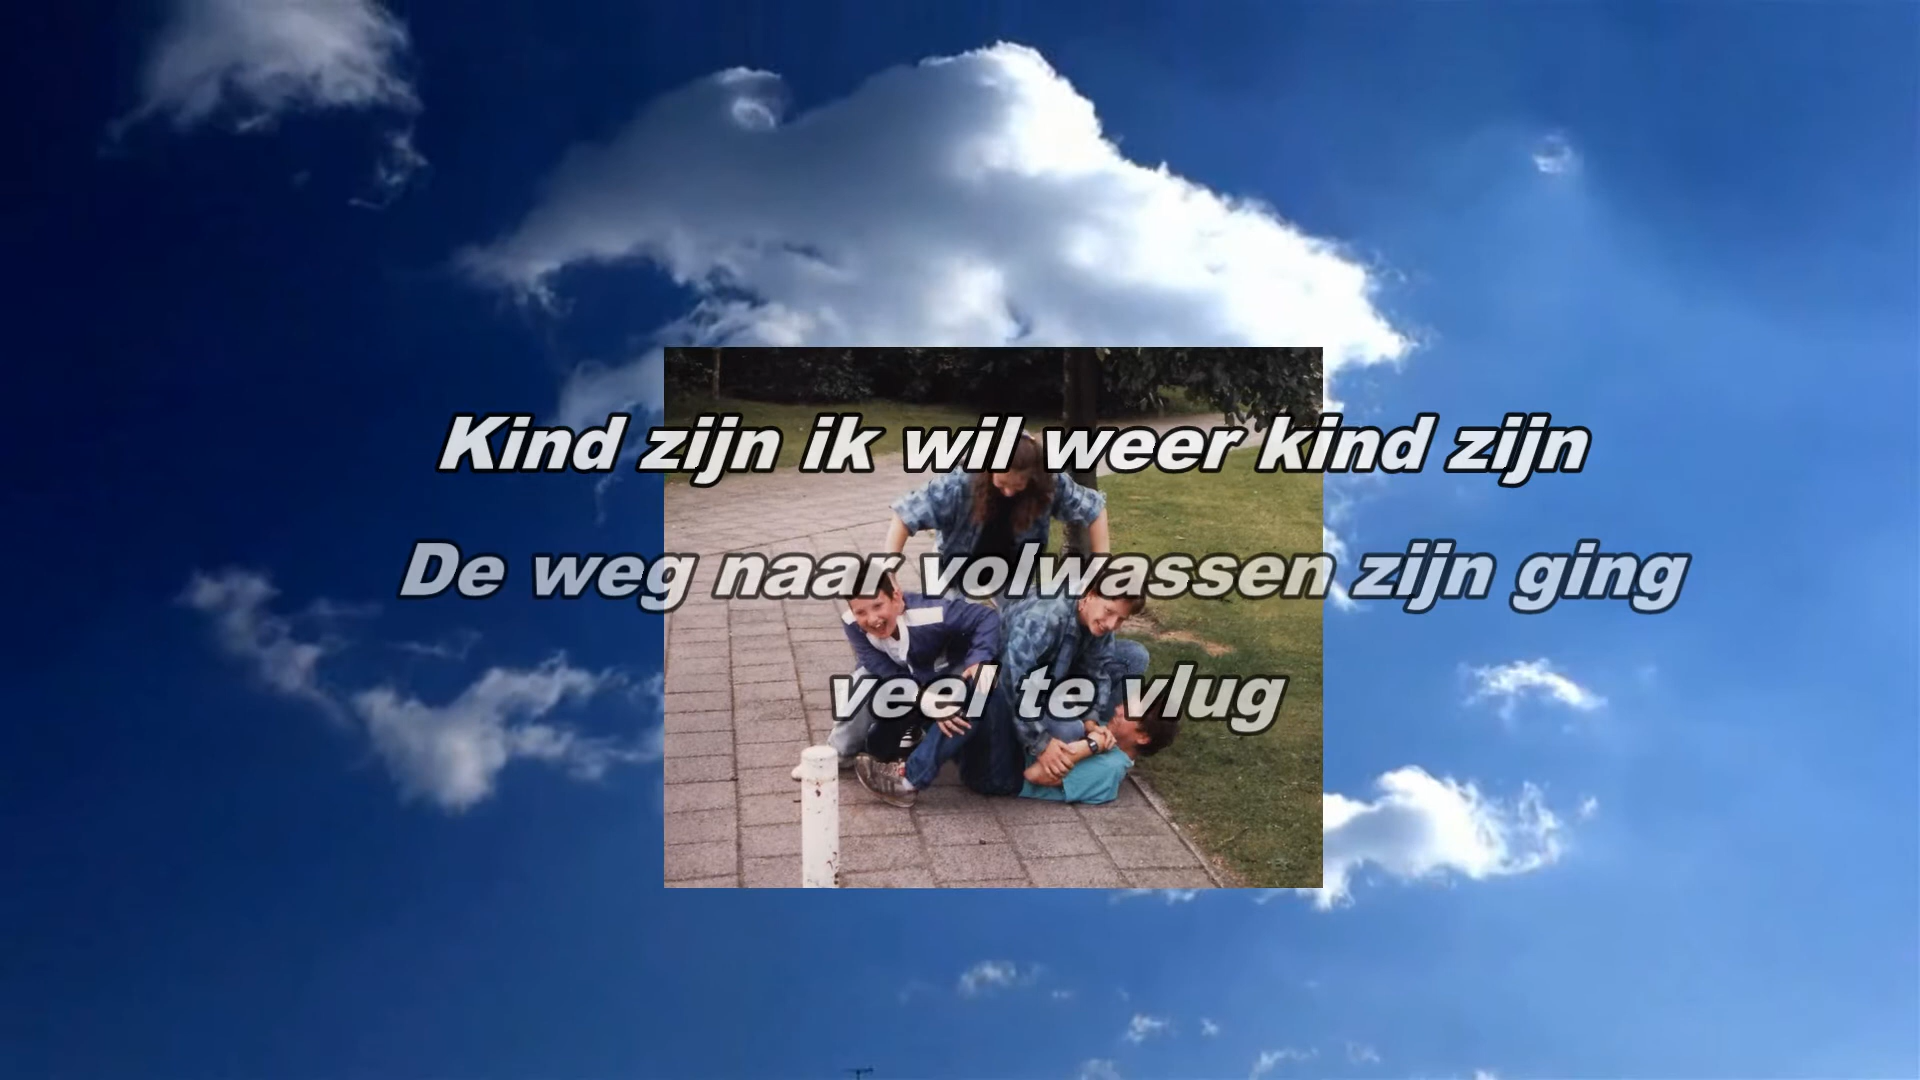 Kind zijn ik wil weer kind zijn
De weg naar volwassen zijn ging
veel te vlug